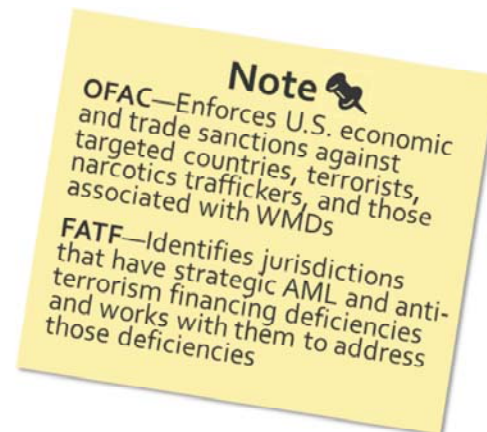 Note
OFAC—Enforces U.S. economic
and trade sanctions against
targeted countries, terrorists,
narcotics traffickers, and those
associated with WMDs
FATF—Identifies jurisdictions
that have strategic AML and anti-
terrorism financing deficiencies
and works with them to address
those deficiencies